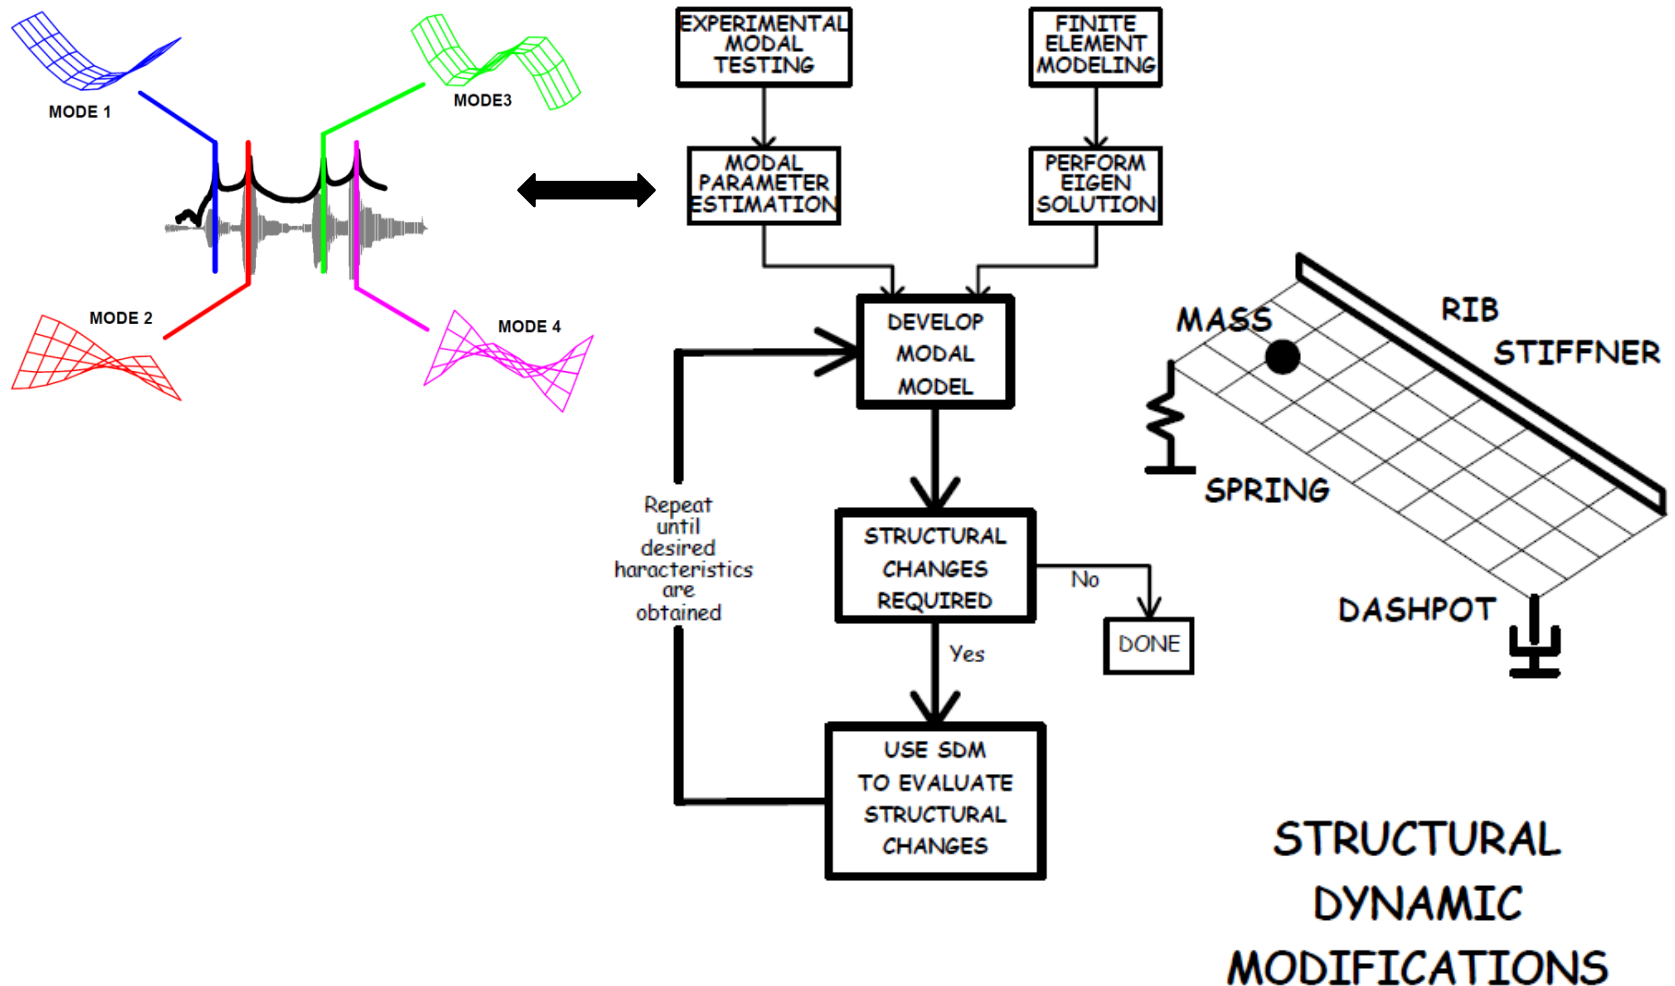 MODE 1
MODE3
MODE 2
MODE 4
EXPERIMENTAL
MODAL
TESTING
FINITE
ELEMENT
MODELING
MODAL
PARAMETER
ESTIMATION
PERFORM
EIGEN
SOLUTION
DEVELOP
MODAL
MODEL
Repeat
until
desired
haracteristics
are
obtained
STRUCTURAL
CHANGES
REQUIRED
No
DONE
Yes
USE SDM
TO EVALUATE
STRUCTURAL
CHANGES
MASS
RIB
STIFFNER
SPRING
DASHPOT
STRUCTURAL
DYNAMIC
MODIFICATIONS